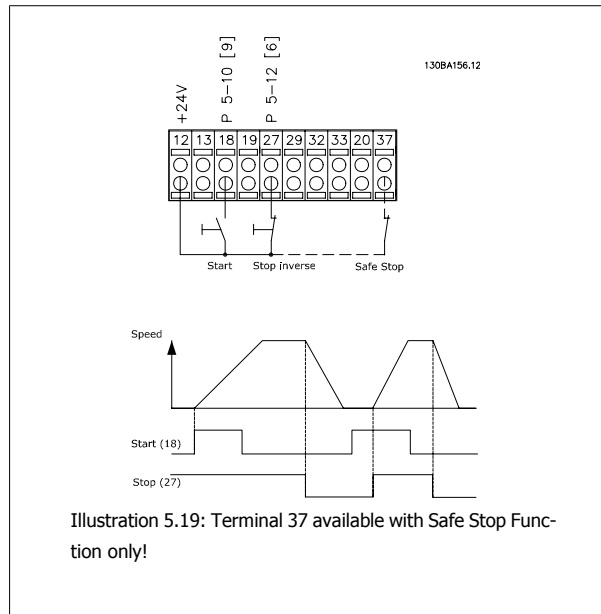 130BA156.12
+24V
P 5-10 [9]
P 5-12 [6]
12 13 18 19 27 29 32 33 20 37
Start
Stop inverse
Safe Stop
Speed
Start (18)
Stop (27)
Illustration 5.19: Terminal 37 available with Safe Stop Func-
tion only!